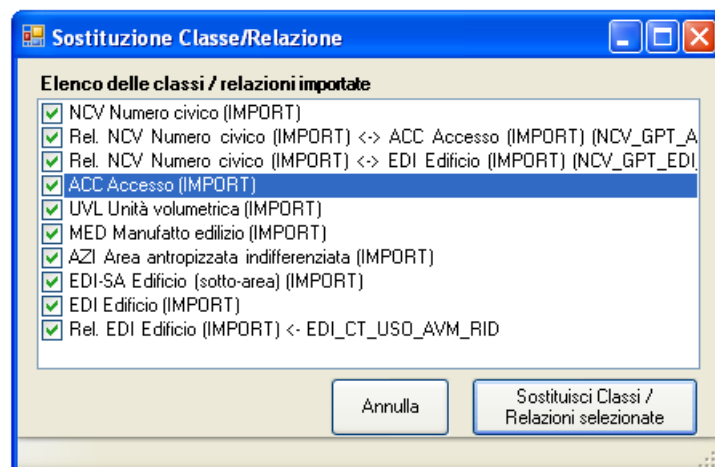 Sostituzione Classe/Relazione
Elenco delle classi / relazioni importate
NCV Numero civico (IMPORT)
Rel. NCV Numero civico (IMPORT) <-> ACC Accesso (IMPORT) (NCV_GPT_A
Rel. NCV Numero civico (IMPORT) <-> EDI Edificio (IMPORT) (NCV_GPT_EDI_
ACC Accesso (IMPORT)
UVL Unità volumetrica (IMPORT)
MED Manufatto edilizio (IMPORT)
AZI Area antropizzata indifferenziata (IMPORT)
EDI-SA Edificio (sotto-area) (IMPORT)
EDI Edificio (IMPORT)
Rel. EDI Edificio (IMPORT) <- EDI_CT_USO_AVM_RID
Annulla
Sostituisci Classi /
Relazioni selezionate